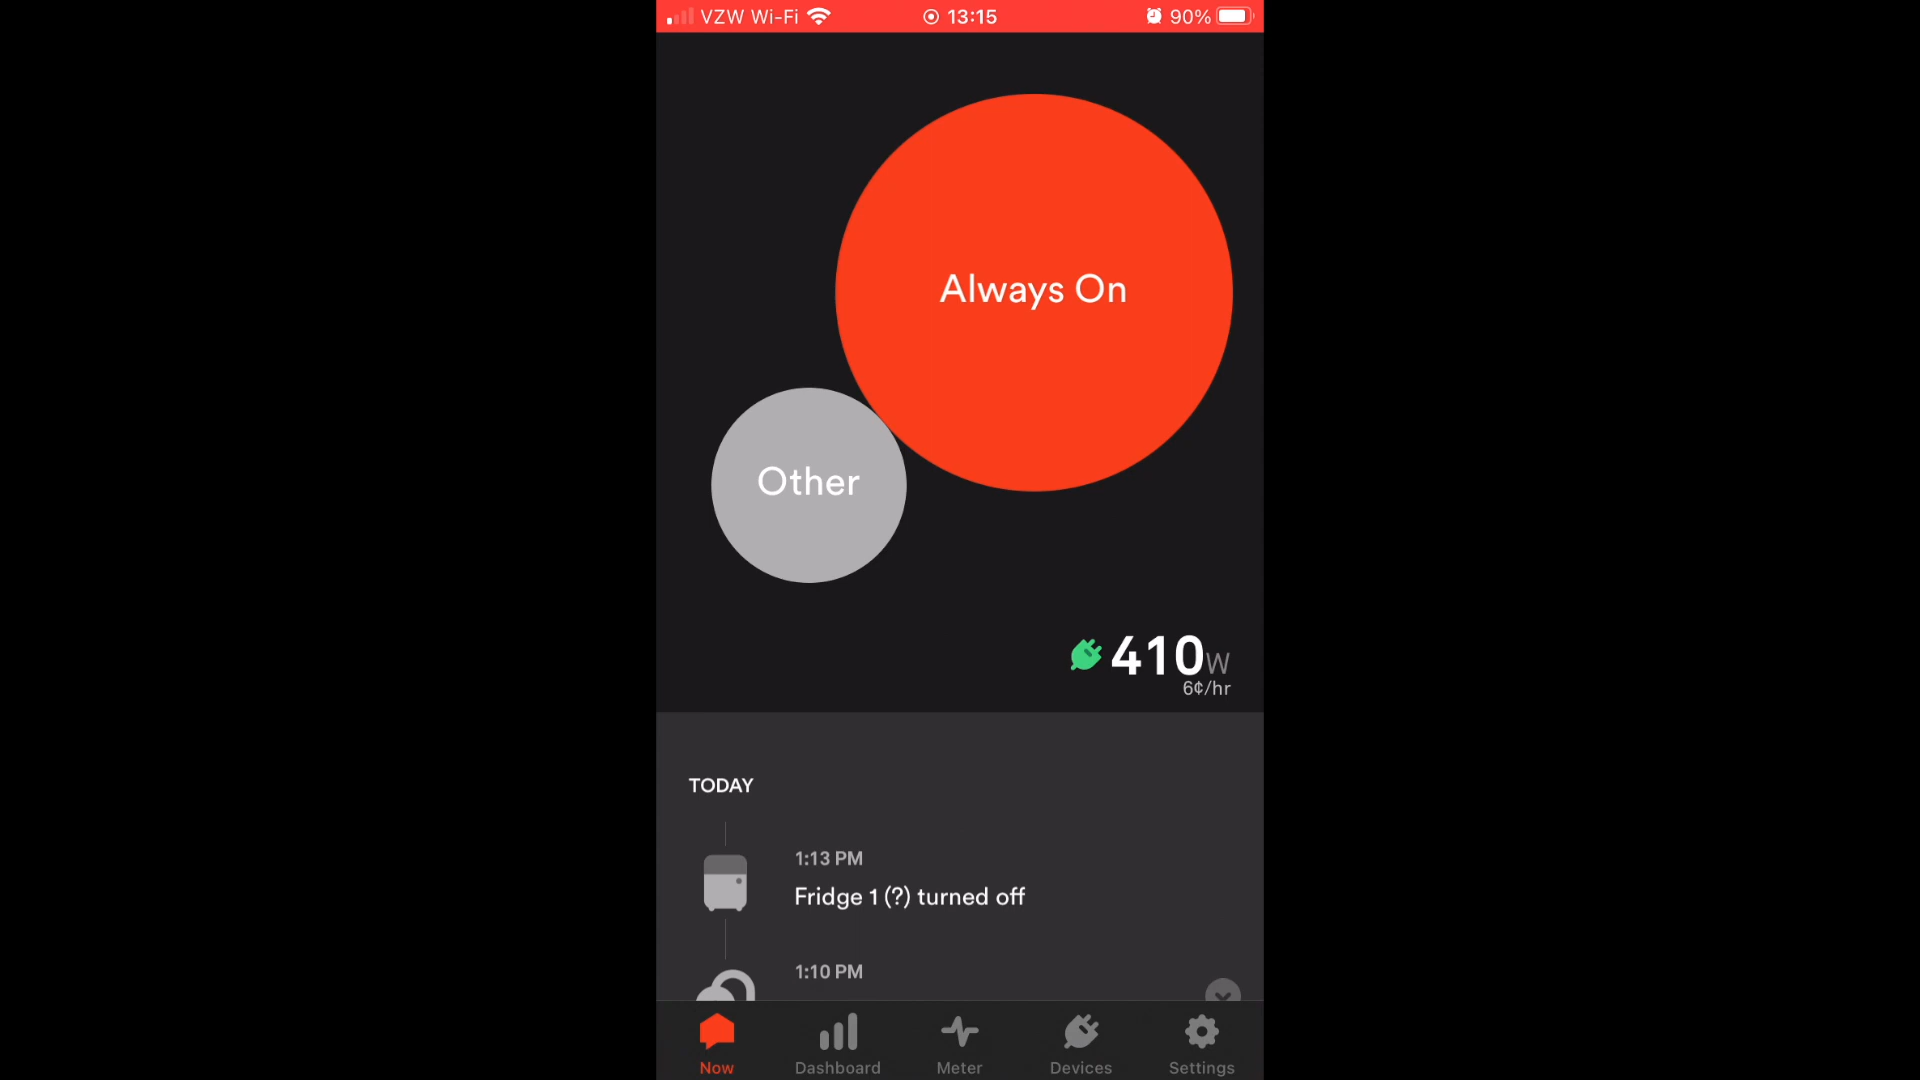 VZW Wi-Fi 13:15 90%
Always On
Other
410W
6¢/hr
TODAY
1:13 PM
Fridge 1 (?) turned off
1:10 PM
Now Dashboard Meter Devices Settings